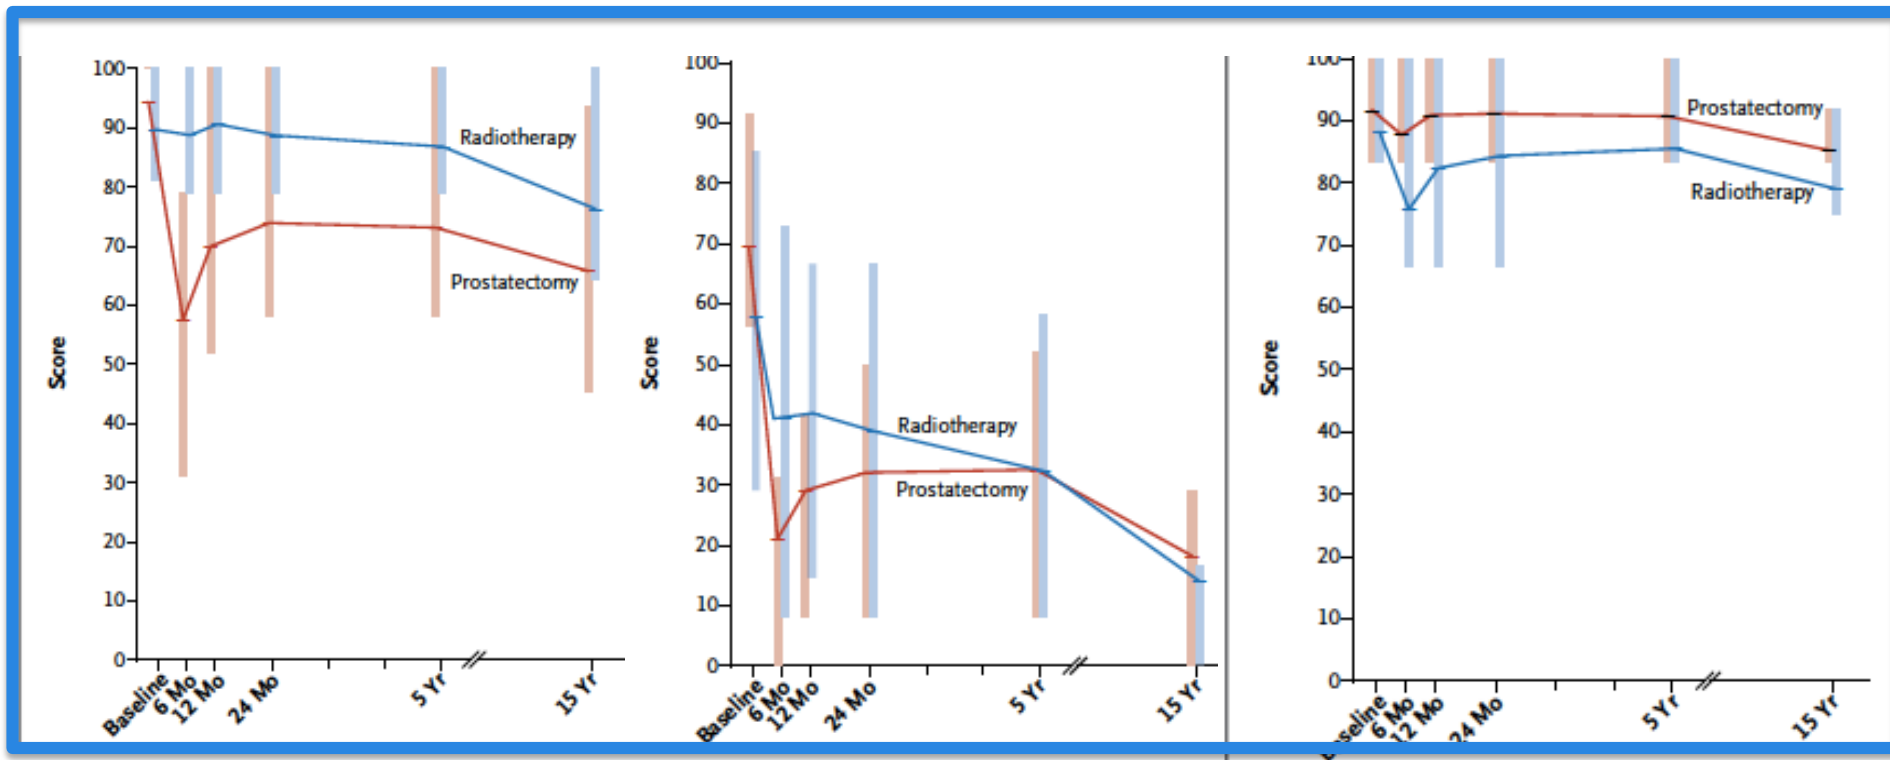 100
90
80
70
60
50
40
30
20
10
0
Score
Radiotherapy
Prostatectomy
Baseline
6 Mo
12 Mo
24 Mo
5 Yr
15 Yr
100
90
80
70
60
50
40
30
20
10
0
Score
Radiotherapy
Prostatectomy
Baseline
6 Mo
12 Mo
24 Mo
5 Yr
15 Yr
100
90
80
70
60
50
40
30
20
10
0
Score
Prostatectomy
Radiotherapy
Baseline
6 Mo
12 Mo
24 Mo
5 Yr
15 Yr